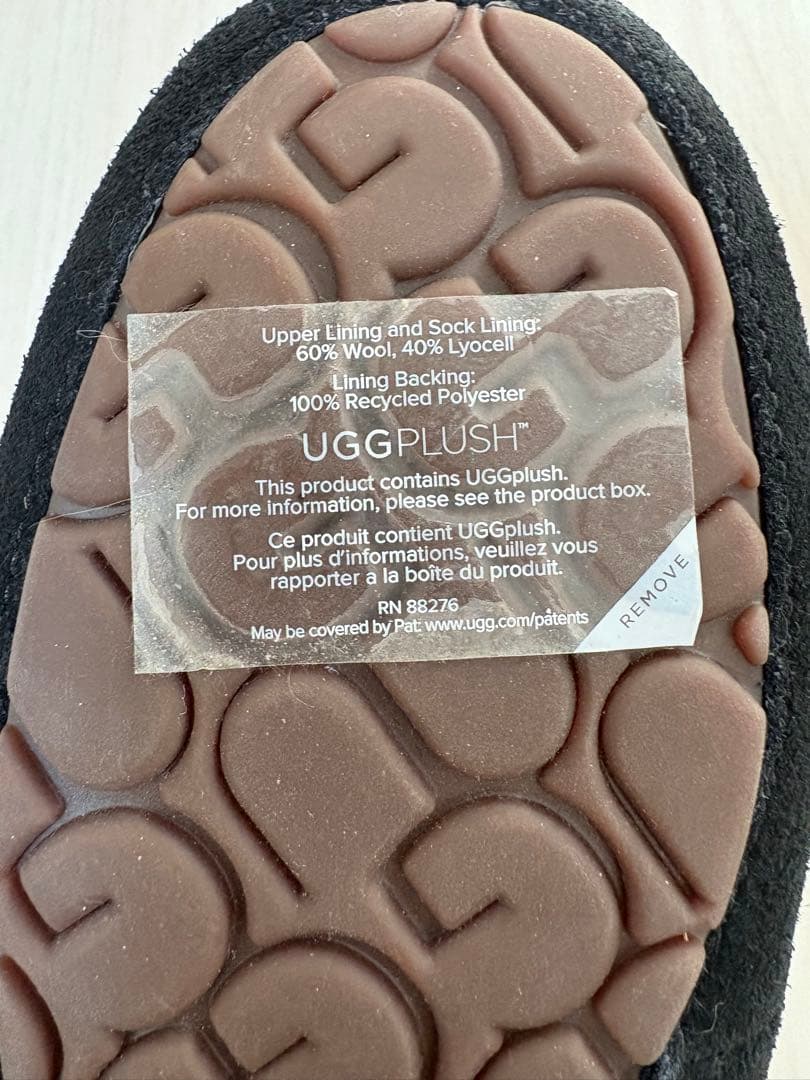 Upper Lining and Sock Lining:
60% Wool, 40% Lyocell
Lining Backing:
100% Recycled Polyester
UGGPLUSH™
This product contains UGGplush.
For more information, please see the product box.
Ce produit contient UGGplush.
Pour plus d'informations, veuillez vous
rapporter a la boîte du produit.
RN 88276
May be covered by Pat: www.ugg.com/patents
REMOVE